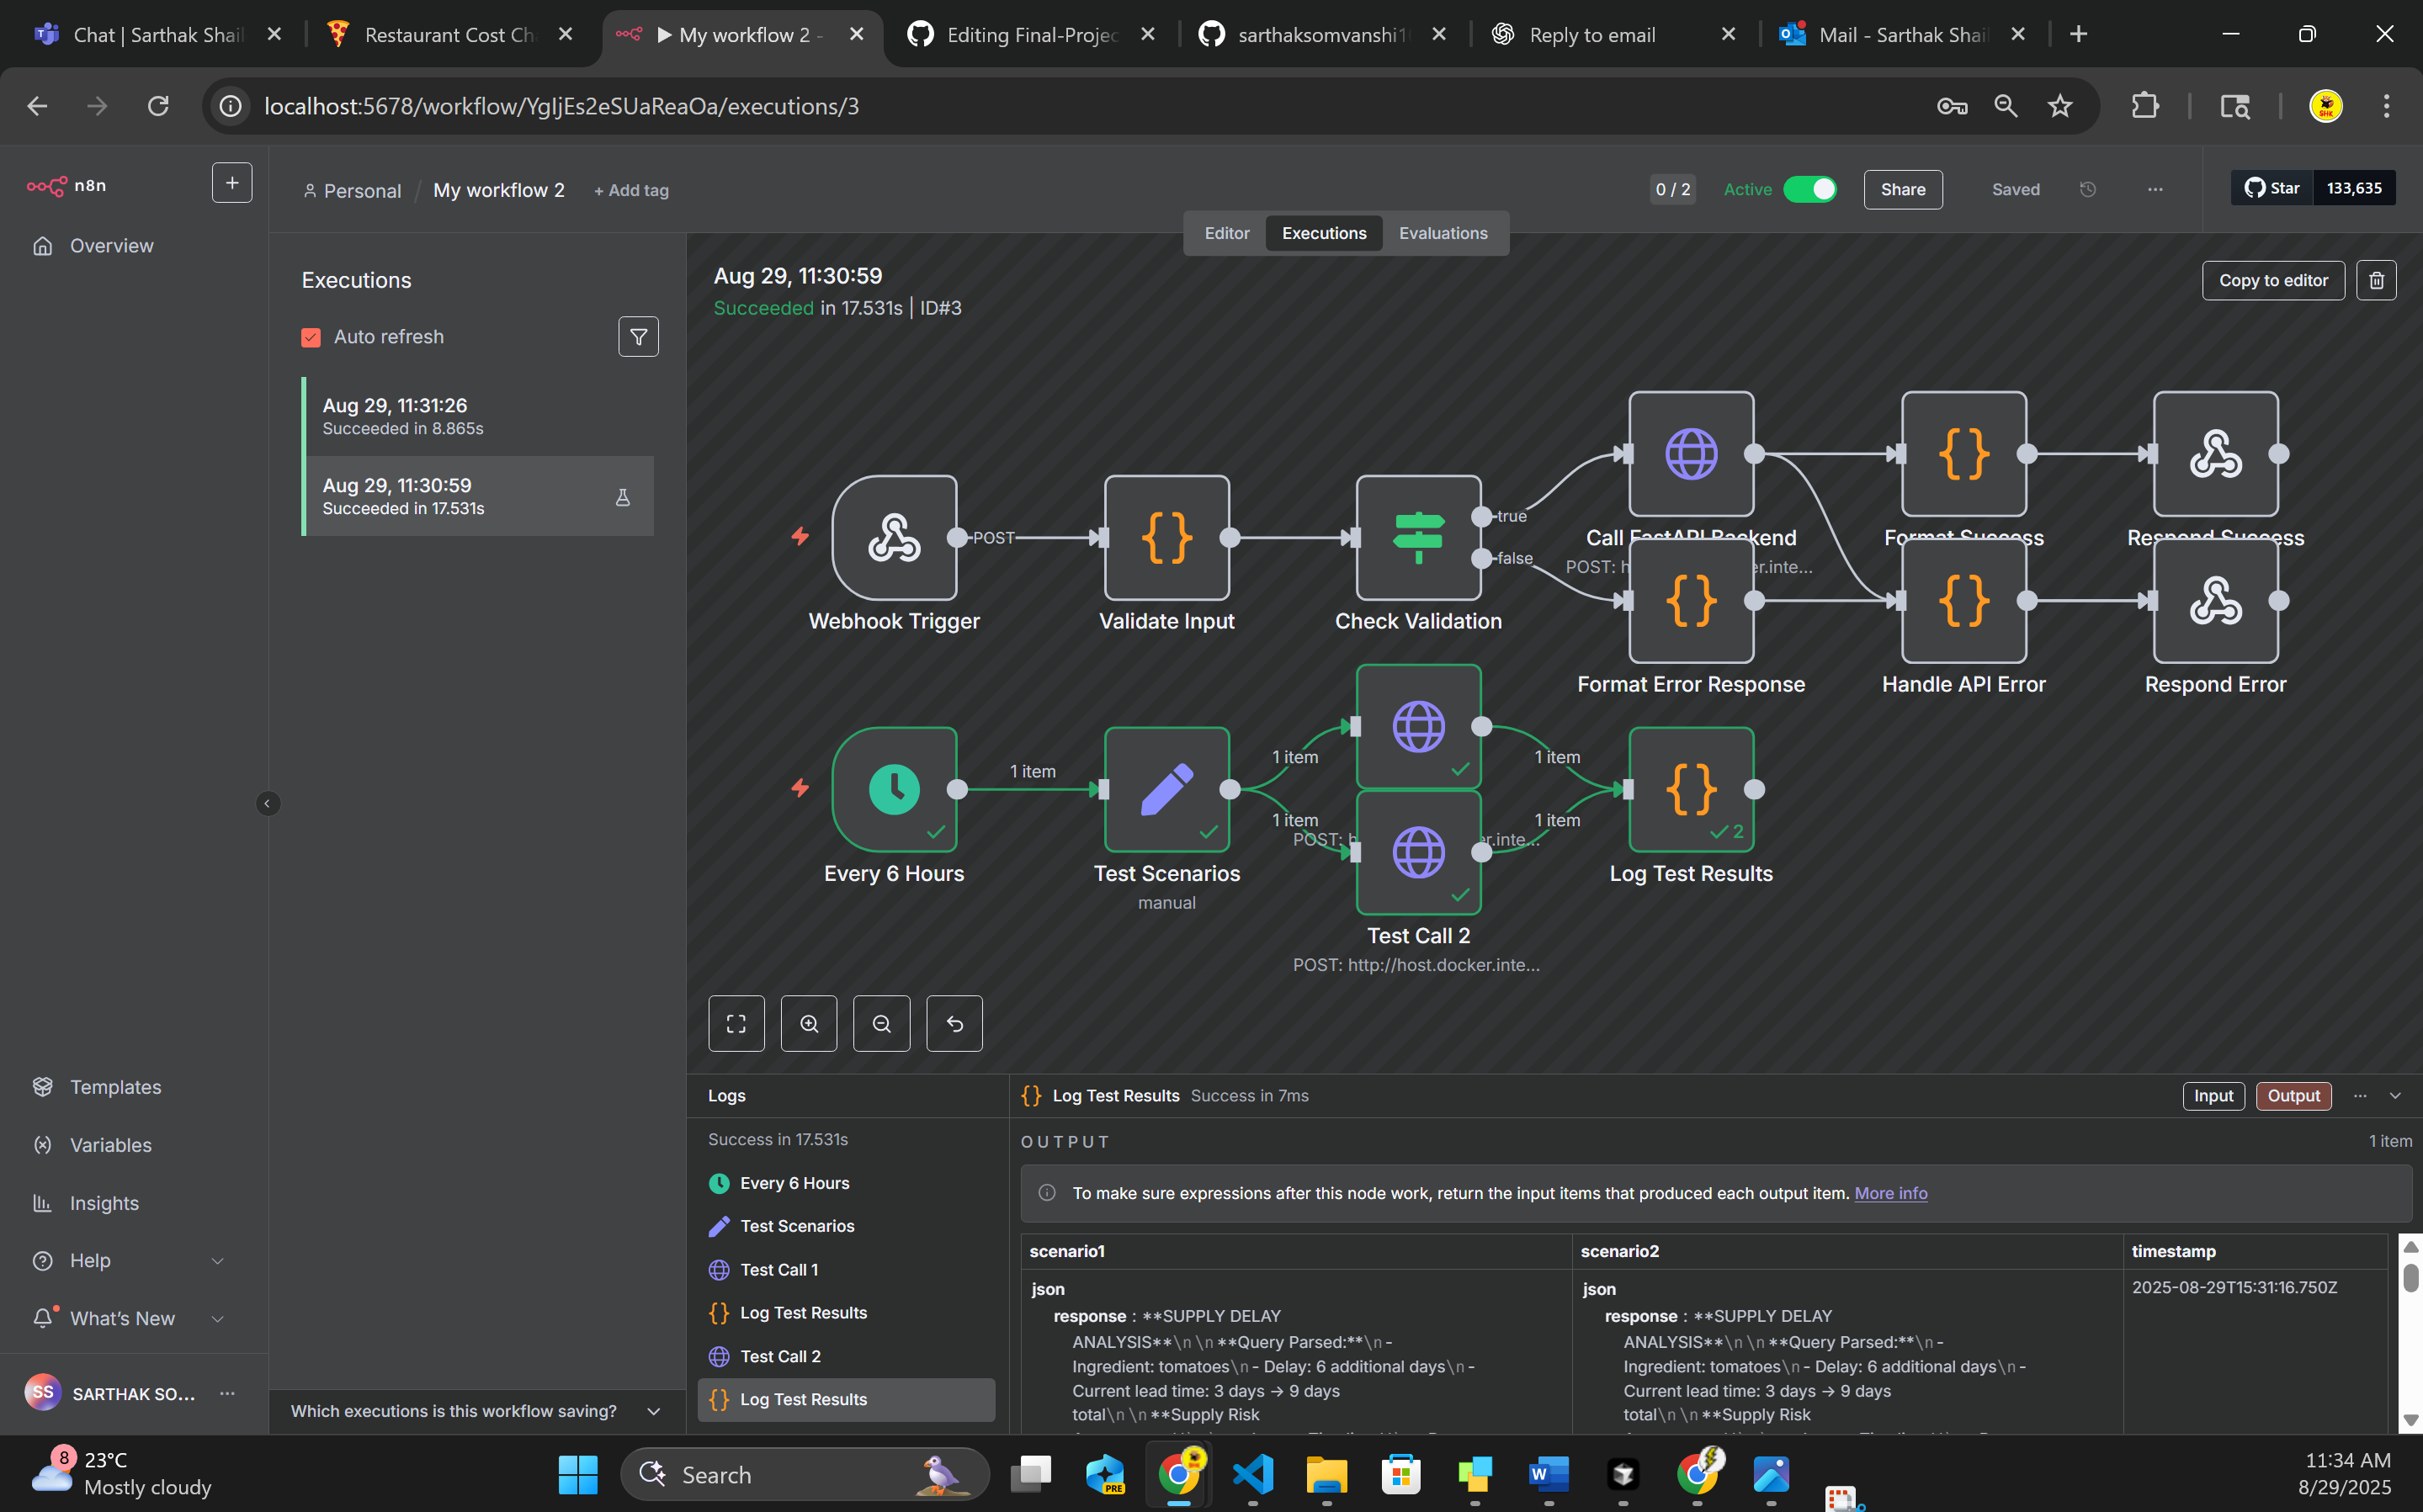 Chat | Sarthak Shail
Restaurant Cost Ch
My workflow 2 -
Editing Final-Projec
sarthaksomvanshi1
Reply to email
Mail - Sarthak Shail
localhost:5678/workflow/YgIjEs2eSUaReaOa/executions/3
n8n
Personal / My workflow 2 + Add tag
0 / 2 Active Share Saved ... Star 133,635
Overview
Editor Executions Evaluations
Executions
Auto refresh
Aug 29, 11:31:26
Succeeded in 8.865s
Aug 29, 11:30:59
Succeeded in 17.531s
Aug 29, 11:30:59
Succeeded in 17.531s | ID#3
Copy to editor
POST
true
false
Webhook Trigger
Validate Input
Check Validation
Call FastAPI Backend
POST: h er.inte...
Format Success
Respond Success
Format Error Response
Handle API Error
Respond Error
1 item
1 item
1 item
1 item
1 item
POST: h r.inte...
2
Every 6 Hours
Test Scenarios
manual
Log Test Results
Test Call 2
POST: http://host.docker.inte...
Templates
Variables
Insights
Help
What's New
SS SARTHAK SO... ...
Which executions is this workflow saving?
Logs
Success in 17.531s
Every 6 Hours
Test Scenarios
Test Call 1
Log Test Results
Test Call 2
Log Test Results
Log Test Results Success in 7ms
Input Output ...
OUTPUT
1 item
To make sure expressions after this node work, return the input items that produced each output item. More info
scenario1 scenario2 timestamp
json
response : **SUPPLY DELAY
ANALYSIS**\n\n**Query Parsed:**\n-
Ingredient: tomatoes\n- Delay: 6 additional days\n-
Current lead time: 3 days → 9 days
total\n\n**Supply Risk
json
response : **SUPPLY DELAY
ANALYSIS**\n\n**Query Parsed:**\n-
Ingredient: tomatoes\n- Delay: 6 additional days\n-
Current lead time: 3 days → 9 days
total\n\n**Supply Risk
2025-08-29T15:31:16.750Z
8
23°C
Mostly cloudy
Search
PRE
11:34 AM
8/29/2025